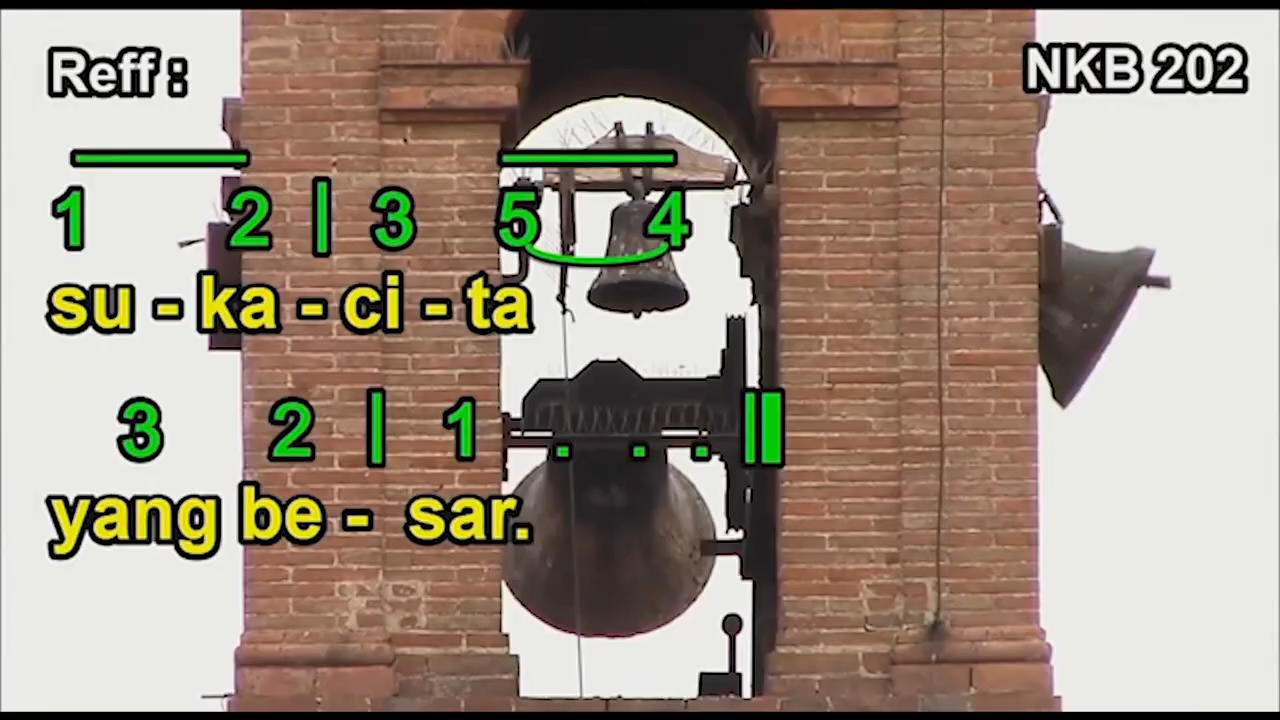 Reff : NKB 202
1 2 | 3 5 4
su - ka - ci - ta
3 2 | 1 . . . ||
yang be - sar.